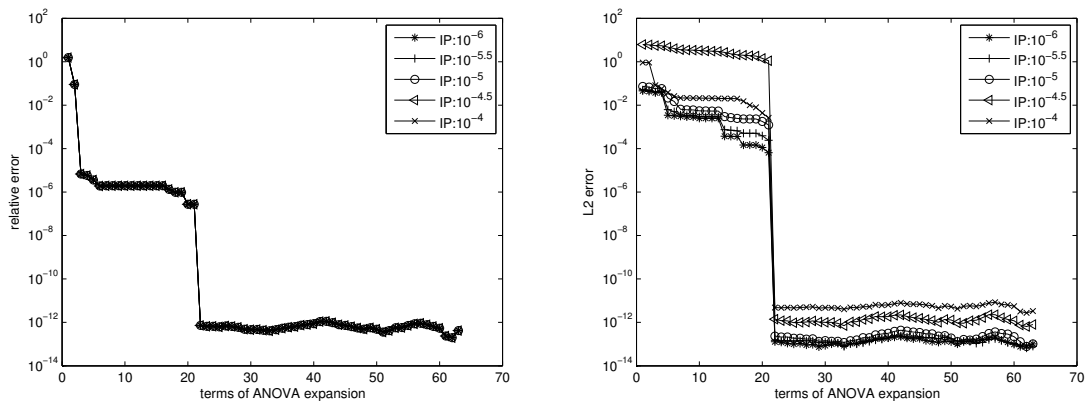 10^2
10^0
10^−2
10^−4
10^−6
10^−8
10^−10
10^−12
10^−14
relative error
0 10 20 30 40 50 60 70
terms of ANOVA expansion
IP:10^−6
IP:10^−5.5
IP:10^−5
IP:10^−4.5
IP:10^−4
10^2
10^0
10^−2
10^−4
10^−6
10^−8
10^−10
10^−12
10^−14
L2 error
0 10 20 30 40 50 60 70
terms of ANOVA expansion
IP:10^−6
IP:10^−5.5
IP:10^−5
IP:10^−4.5
IP:10^−4